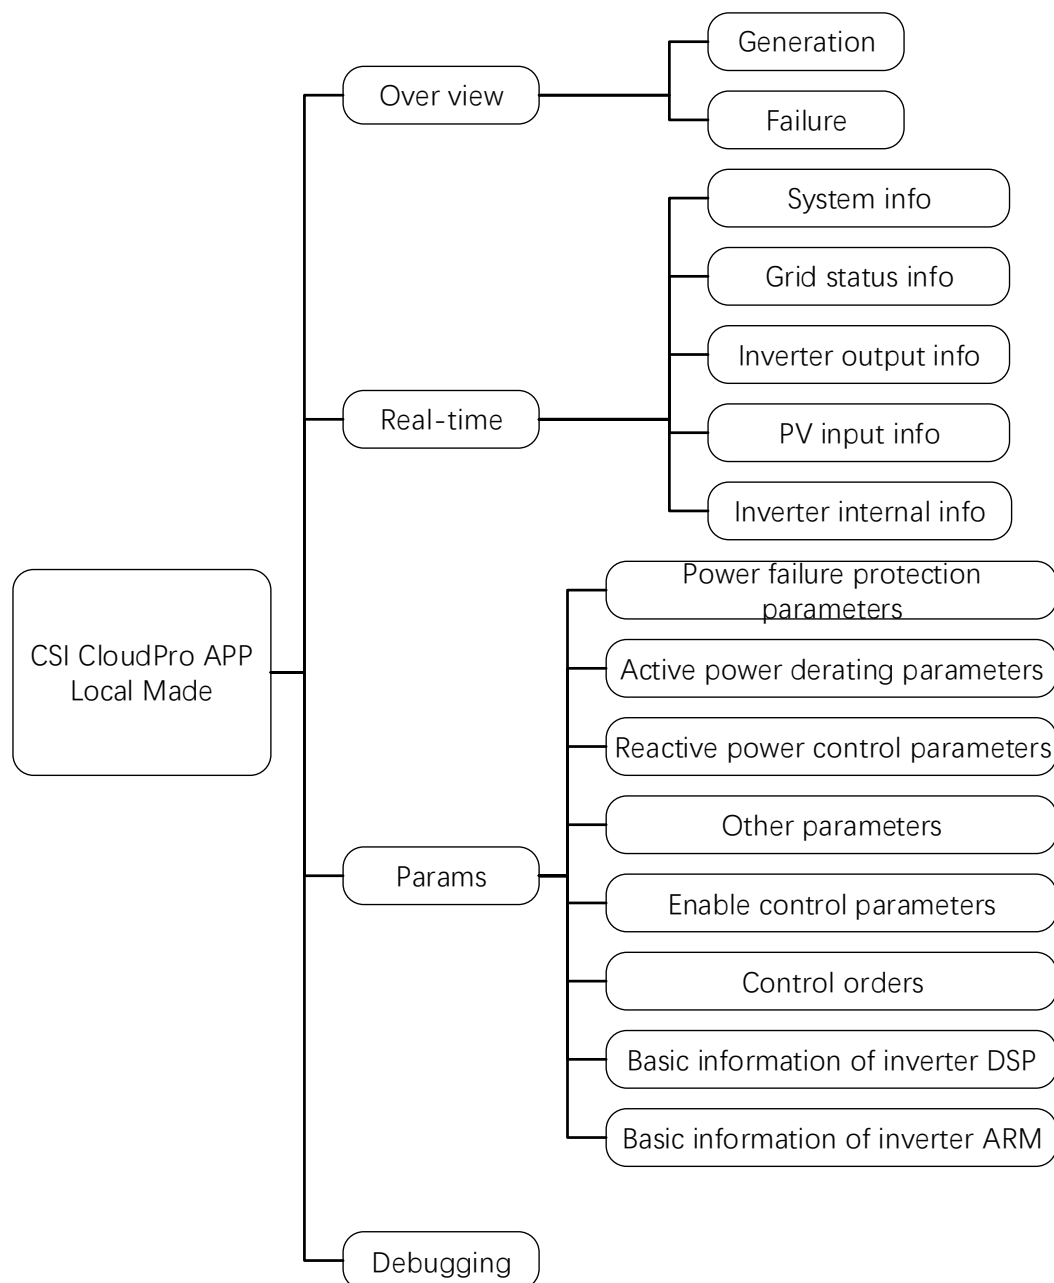 Generation
Over view
Failure
System info
Grid status info
Inverter output info
Real-time
PV input info
Inverter internal info
Power failure protection
parameters
CSI CloudPro APP
Local Made
Active power derating parameters
Reactive power control parameters
Other parameters
Params
Enable control parameters
Control orders
Basic information of inverter DSP
Basic information of inverter ARM
Debugging